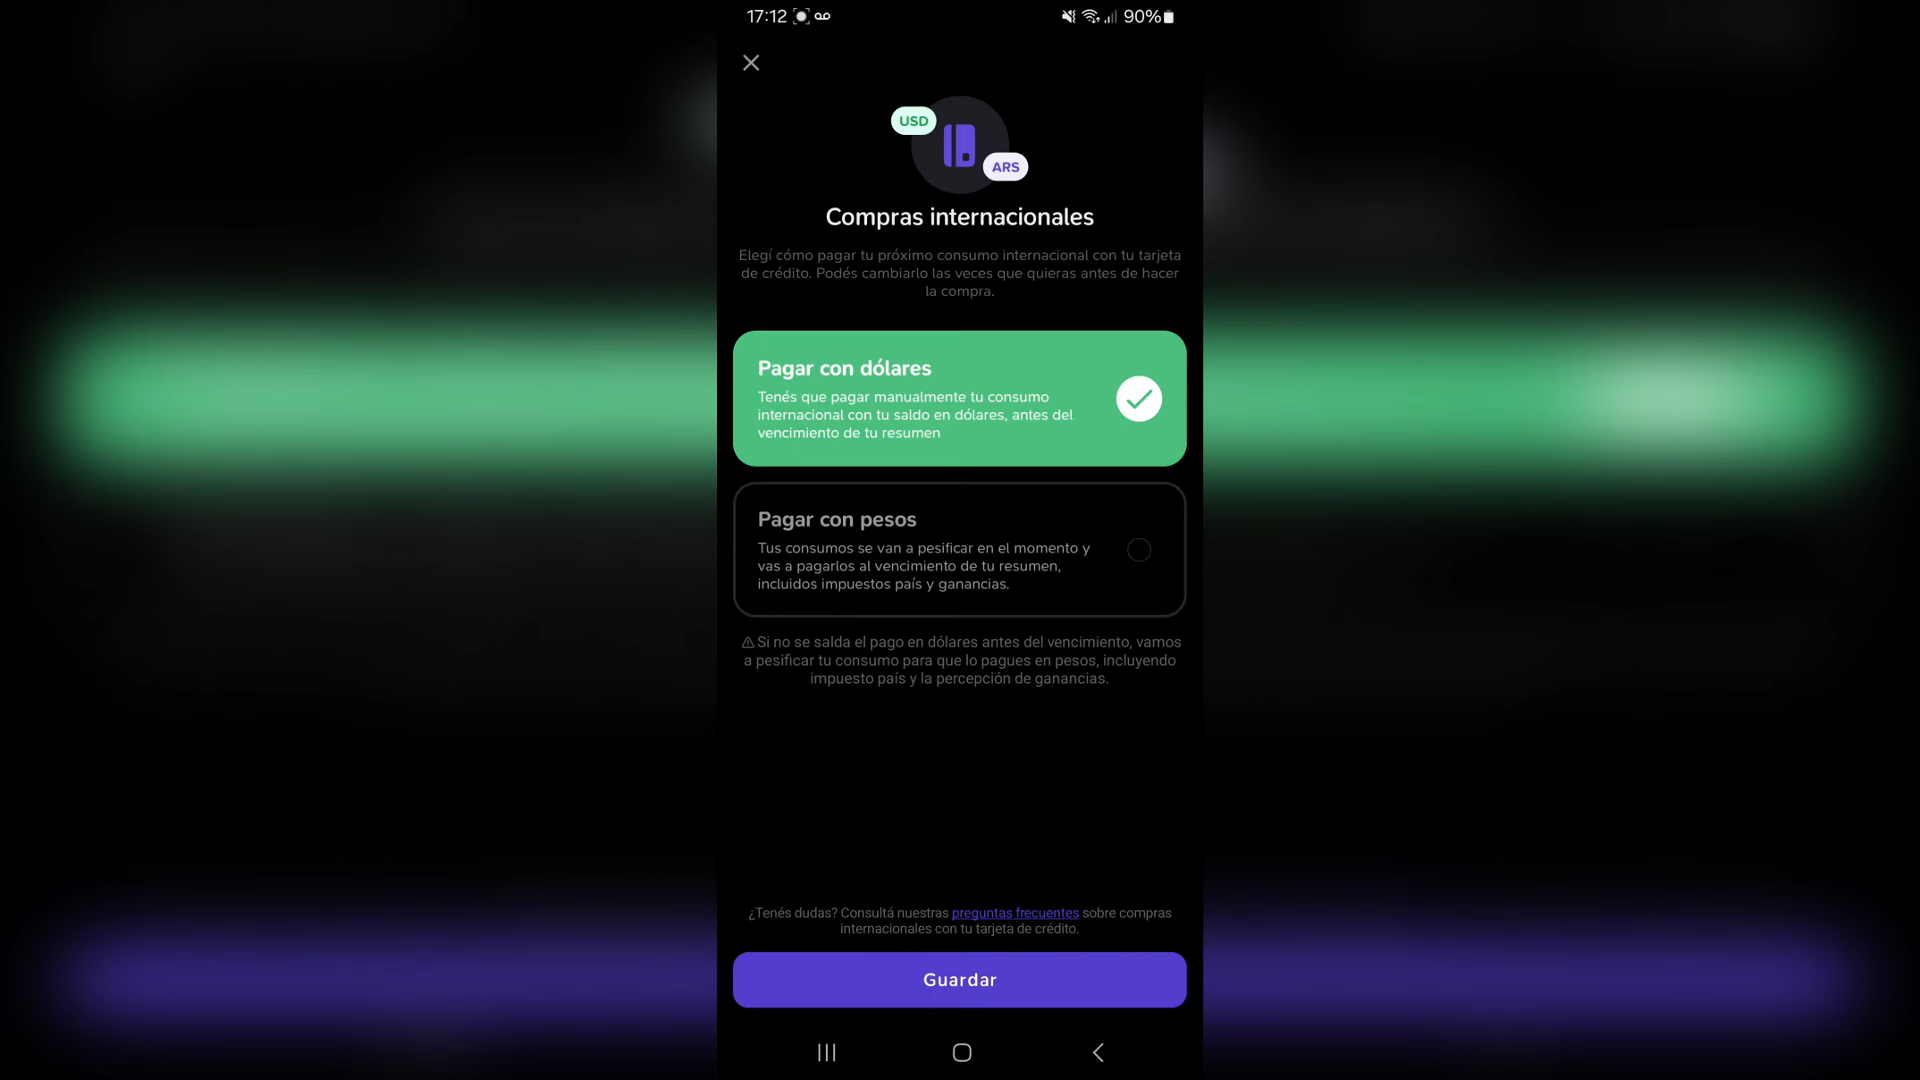 17:12
90%
USD
ARS
Compras internacionales
Elegí cómo pagar tu próximo consumo internacional con tu tarjeta
de crédito. Podés cambiarlo las veces que quieras antes de hacer
la compra.
Pagar con dólares
Tenés que pagar manualmente tu consumo
internacional con tu saldo en dólares, antes del
vencimiento de tu resumen
Pagar con pesos
Tus consumos se van a pesificar en el momento y
vas a pagarlos al vencimiento de tu resumen,
incluidos impuestos país y ganancias.
⚠Si no se salda el pago en dólares antes del vencimiento, vamos
a pesificar tu consumo para que lo pagues en pesos, incluyendo
impuesto país y la percepción de ganancias.
¿Tenés dudas? Consultá nuestras preguntas frecuentes sobre compras
internacionales con tu tarjeta de crédito.
Guardar